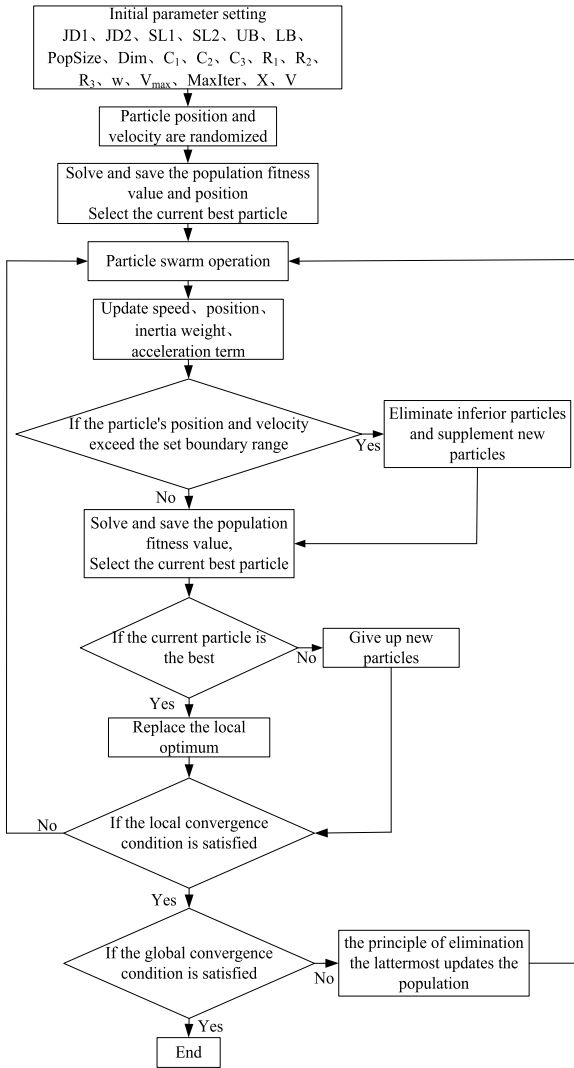 Initial parameter setting
JD1、JD2、SL1、SL2、UB、LB、
PopSize、Dim、C₁、C₂、C₃、R₁、R₂、
R₃、w、Vmax、MaxIter、X、V
Particle position and
velocity are randomized
Solve and save the population fitness
value and position
Select the current best particle
Particle swarm operation
Update speed、position、
inertia weight、
acceleration term
If the particle's position and velocity
exceed the set boundary range
Yes
Eliminate inferior particles
and supplement new
particles
No
Solve and save the population
fitness value,
Select the current best particle
If the current particle is
the best
No
Give up new
particles
Yes
Replace the local
optimum
No
If the local convergence
condition is satisfied
Yes
If the global convergence
condition is satisfied
No
the principle of elimination
the lattermost updates the
population
Yes
End